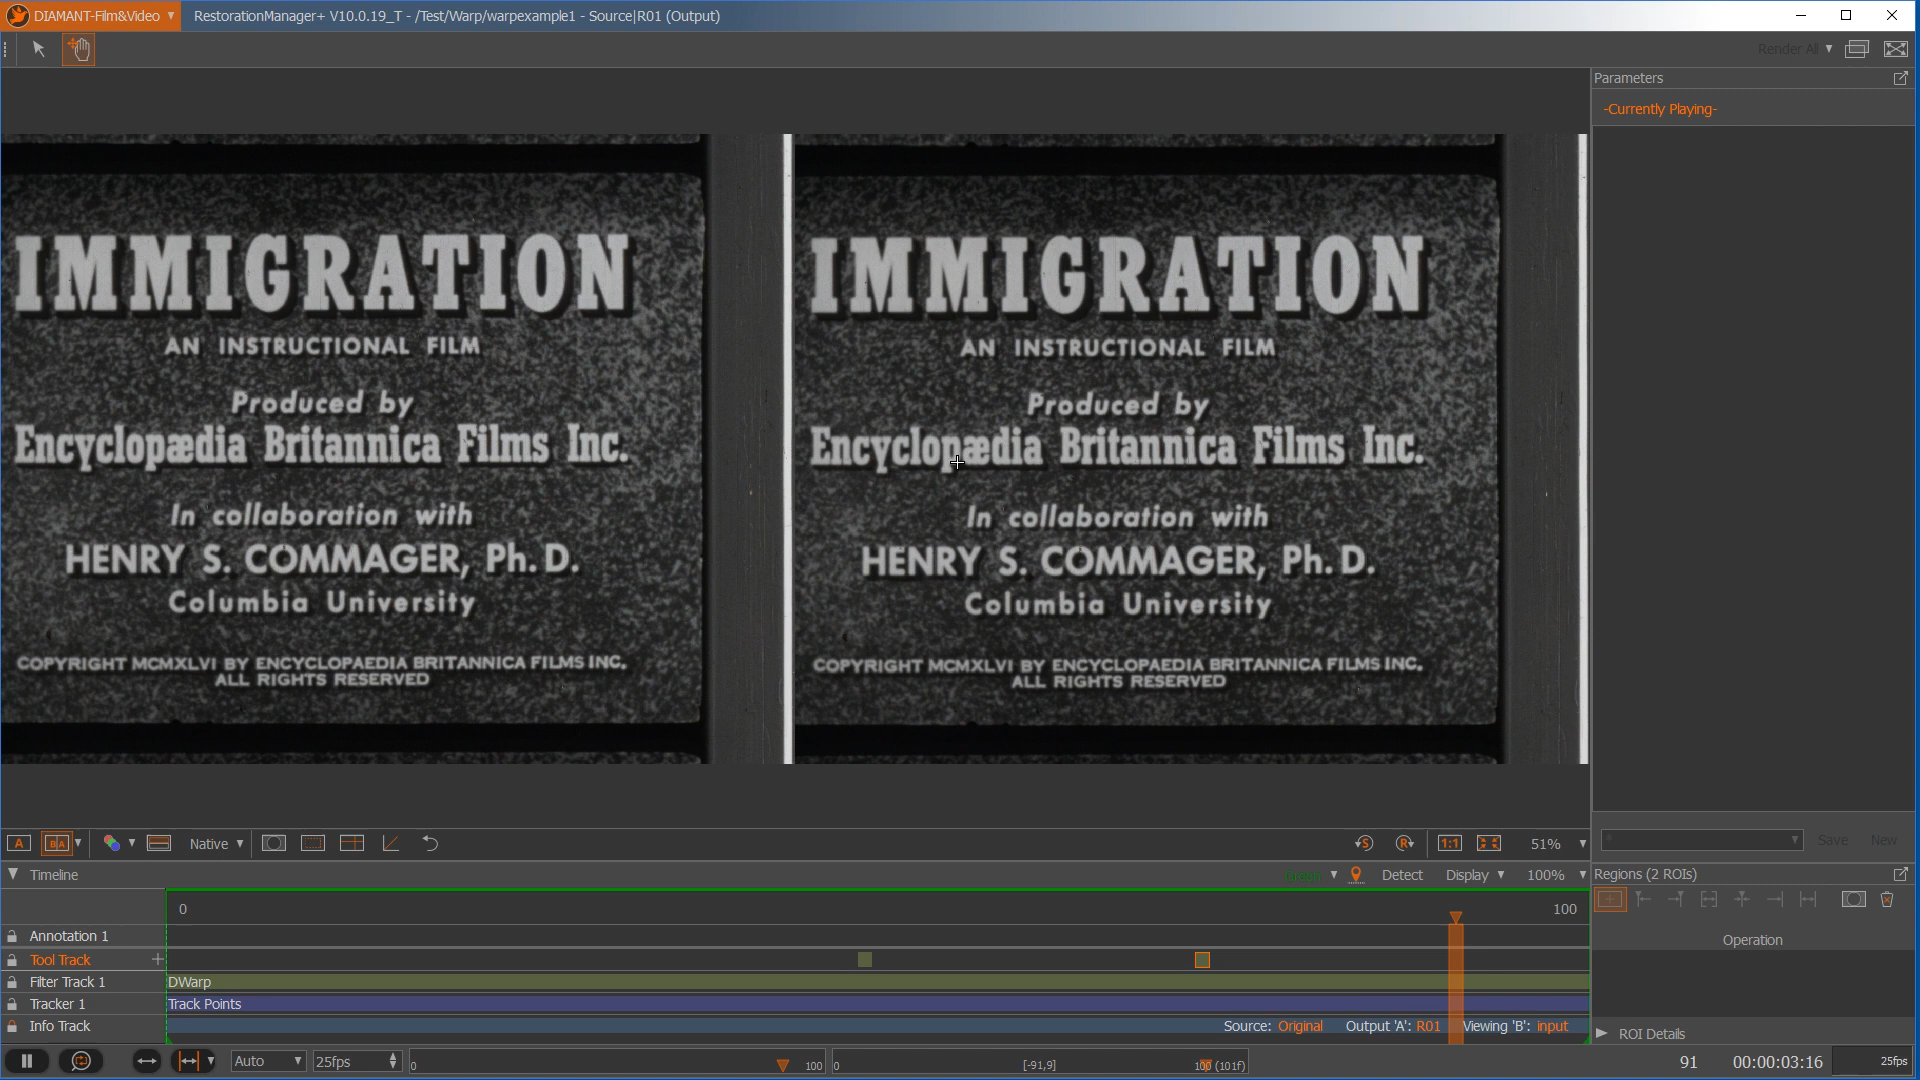 DIAMANT-Film&Video
RestorationManager+ V10.0.19_T - /Test/Warp/warpexample1 - Source|R01 (Output)
Render All
Parameters
-Currently Playing-
IMMIGRATION
AN INSTRUCTIONAL FILM
Produced by
Encyclopædia Britannica Films Inc.
In collaboration with
HENRY S. COMMAGER, Ph. D.
Columbia University
COPYRIGHT MCMXLVI BY ENCYCLOPAEDIA BRITANNICA FILMS INC.
ALL RIGHTS RESERVED
IMMIGRATION
AN INSTRUCTIONAL FILM
Produced by
Encyclopædia Britannica Films Inc.
In collaboration with
HENRY S. COMMAGER, Ph. D.
Columbia University
COPYRIGHT MCMXLVI BY ENCYCLOPAEDIA BRITANNICA FILMS INC.
ALL RIGHTS RESERVED
A B|A Native S R 1:1 51%
Save New
Timeline Detect Display 100%
Regions (2 ROIs)
0 100
Operation
Annotation 1
Tool Track
Filter Track 1 DWarp
Tracker 1 Track Points
Info Track Source: Original Output 'A': R01 Viewing 'B': input
ROI Details
Auto 25fps 0 100 0 [-91,9] (101f) 91 00:00:03:16 25fps